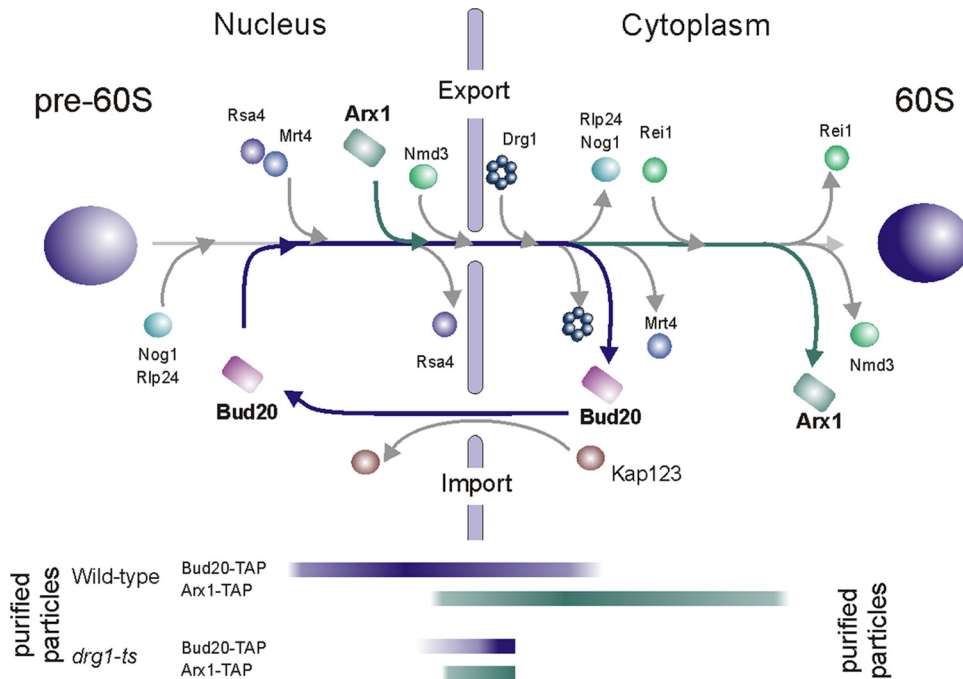 Nucleus
Cytoplasm
pre-60S
Export
60S
Rsa4
Mrt4
Arx1
Nmd3
Drg1
Rlp24
Nog1
Rei1
Rei1
Nog1
Rlp24
Bud20
Rsa4
Mrt4
Bud20
Nmd3
Arx1
Import
Kap123
purified
particles
Wild-type
Bud20-TAP
Arx1-TAP
drg1-ts
Bud20-TAP
Arx1-TAP
purified
particles